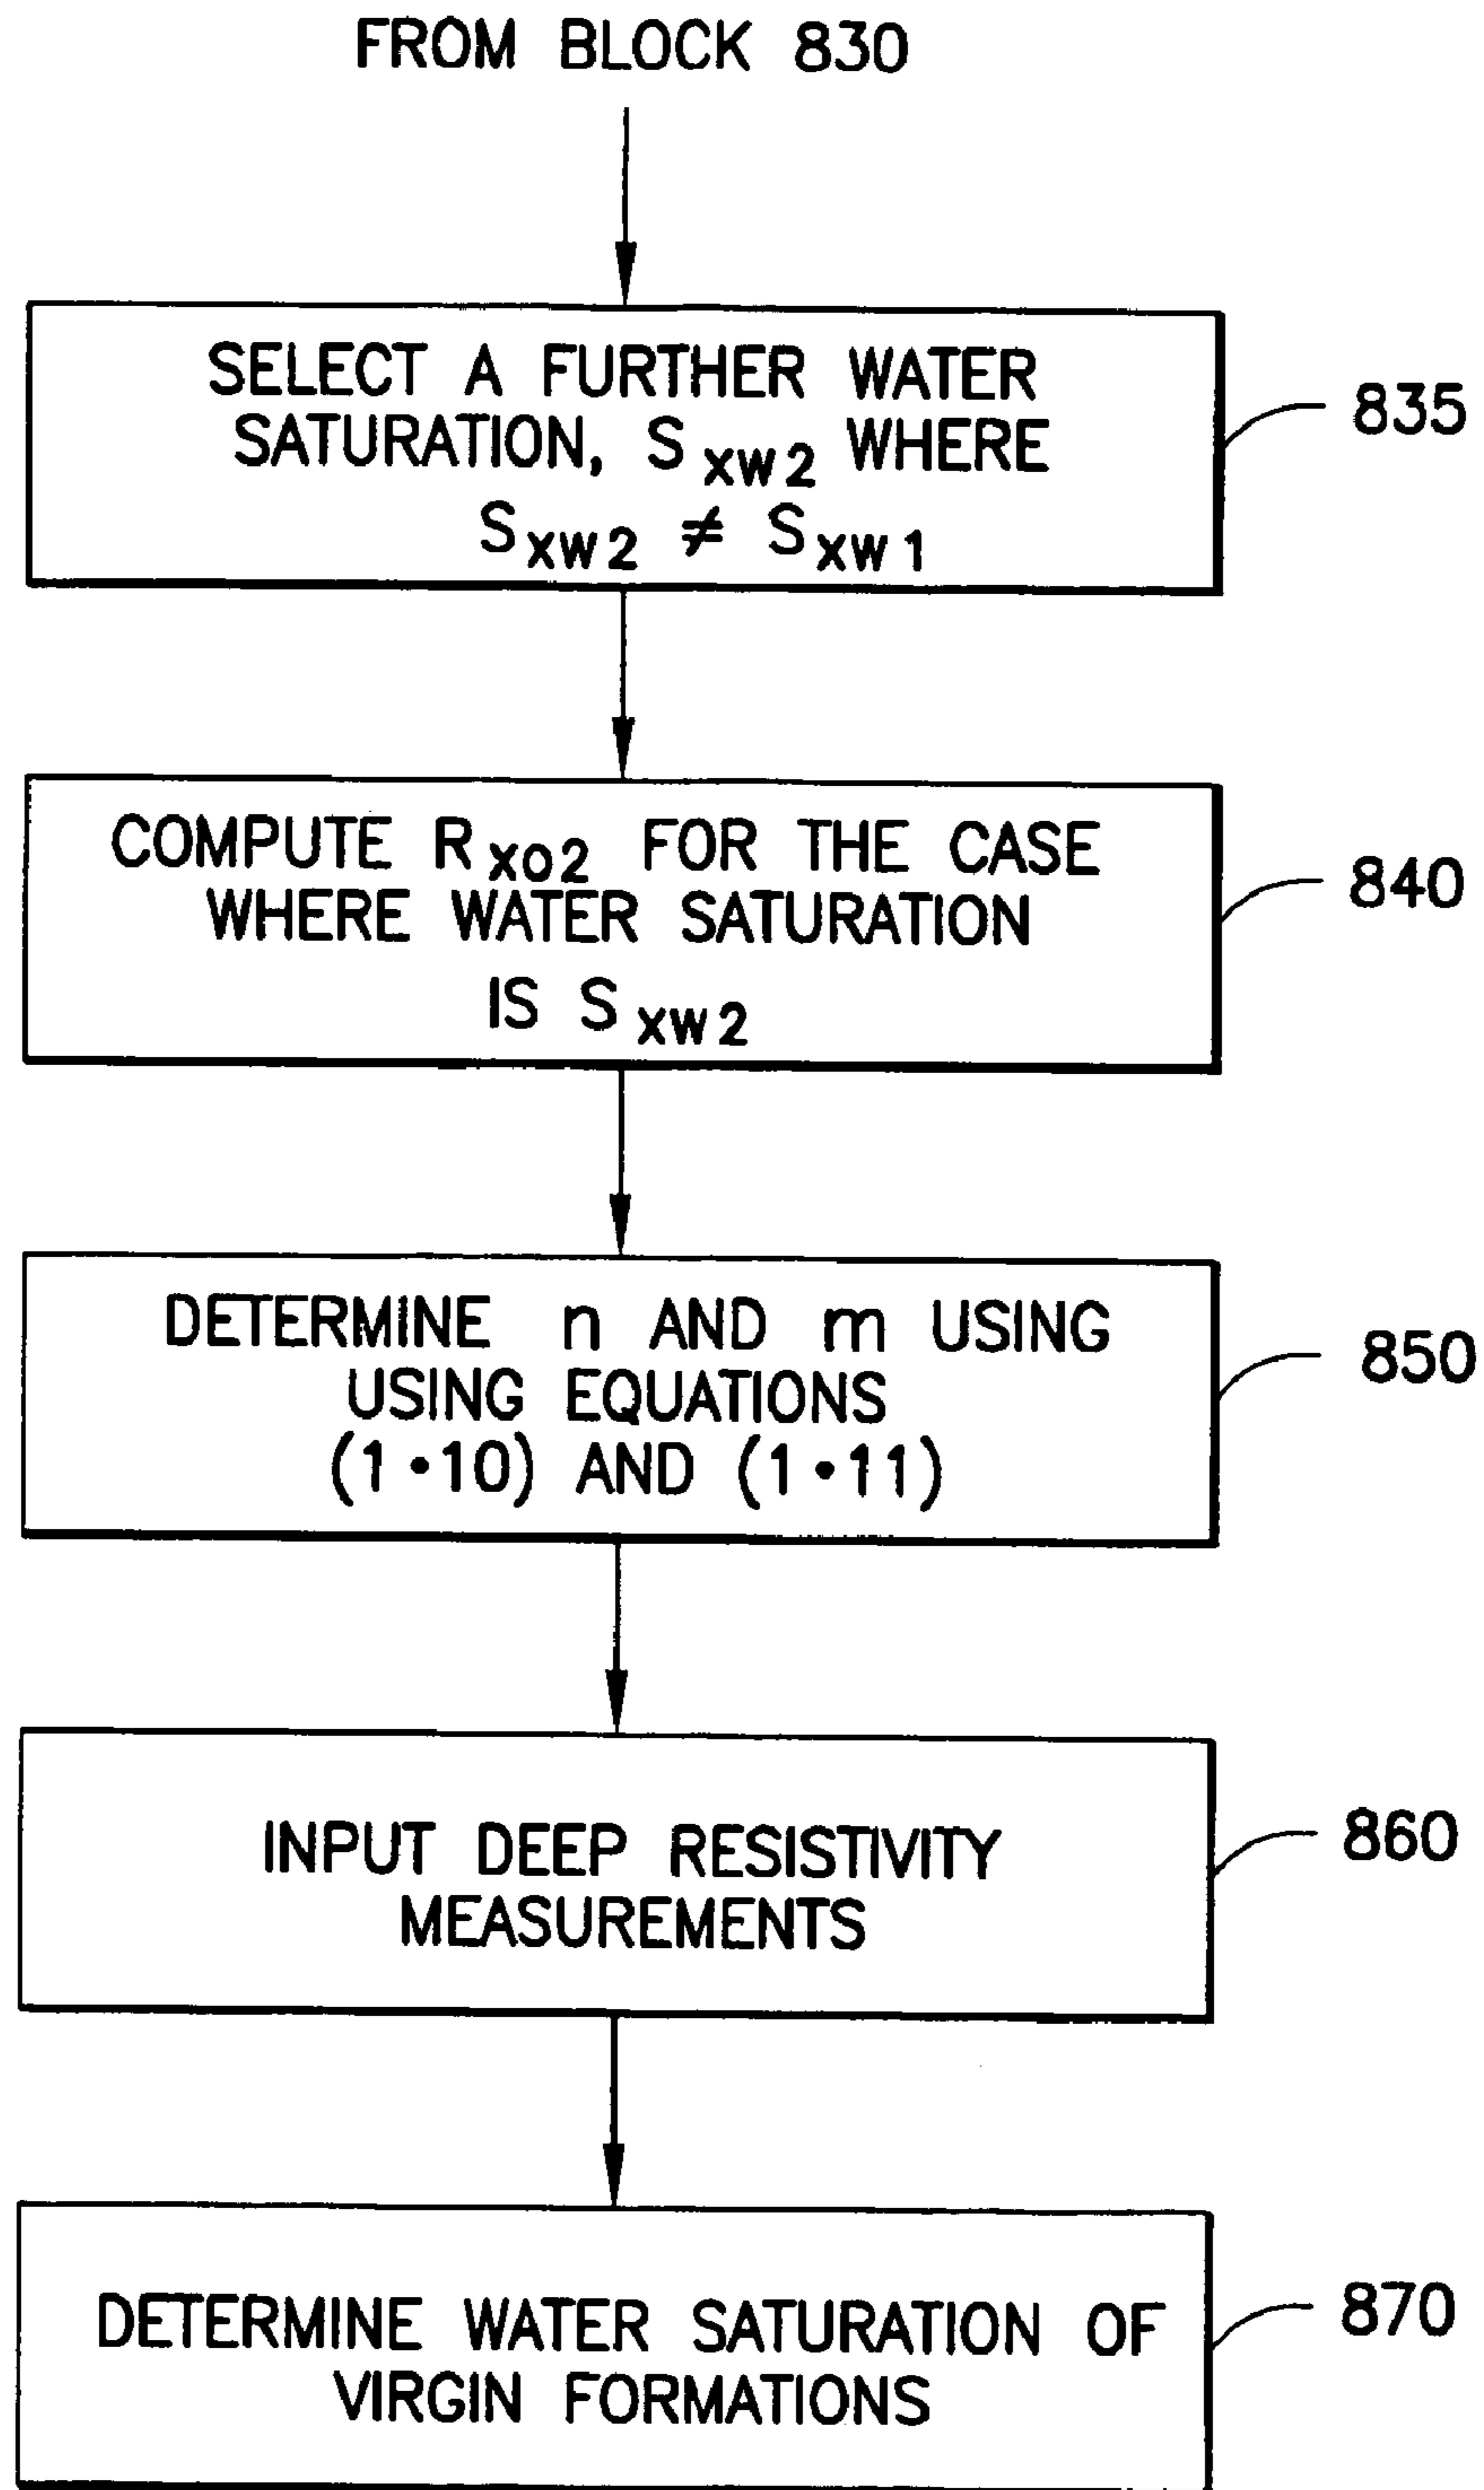 FROM BLOCK 830
SELECT A FURTHER WATER
SATURATION, S xw2 WHERE
S xw2 ≠ S xw1
835
COMPUTE R xo2 FOR THE CASE
WHERE WATER SATURATION
IS S xw2
840
DETERMINE n AND m USING
USING EQUATIONS
(1•10) AND (1•11)
850
INPUT DEEP RESISTIVITY
MEASUREMENTS
860
DETERMINE WATER SATURATION OF
VIRGIN FORMATIONS
870